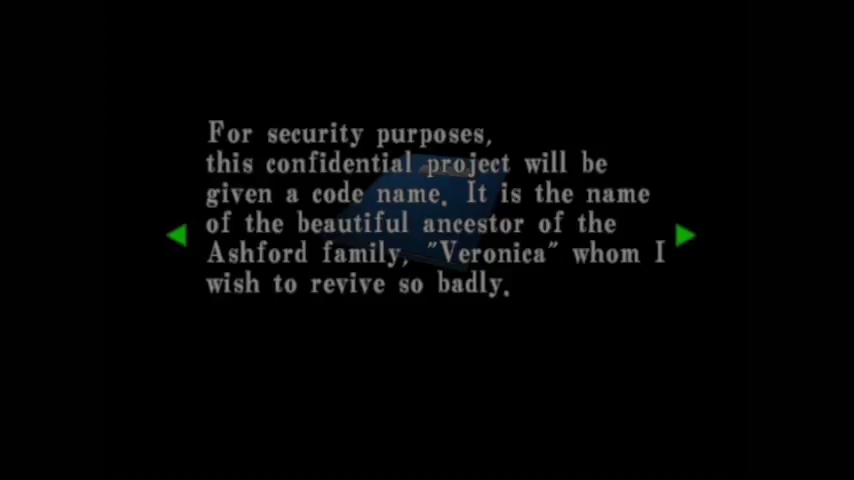 For security purposes,
this confidential project will be
given a code name. It is the name
of the beautiful ancestor of the
Ashford family, "Veronica" whom I
wish to revive so badly.